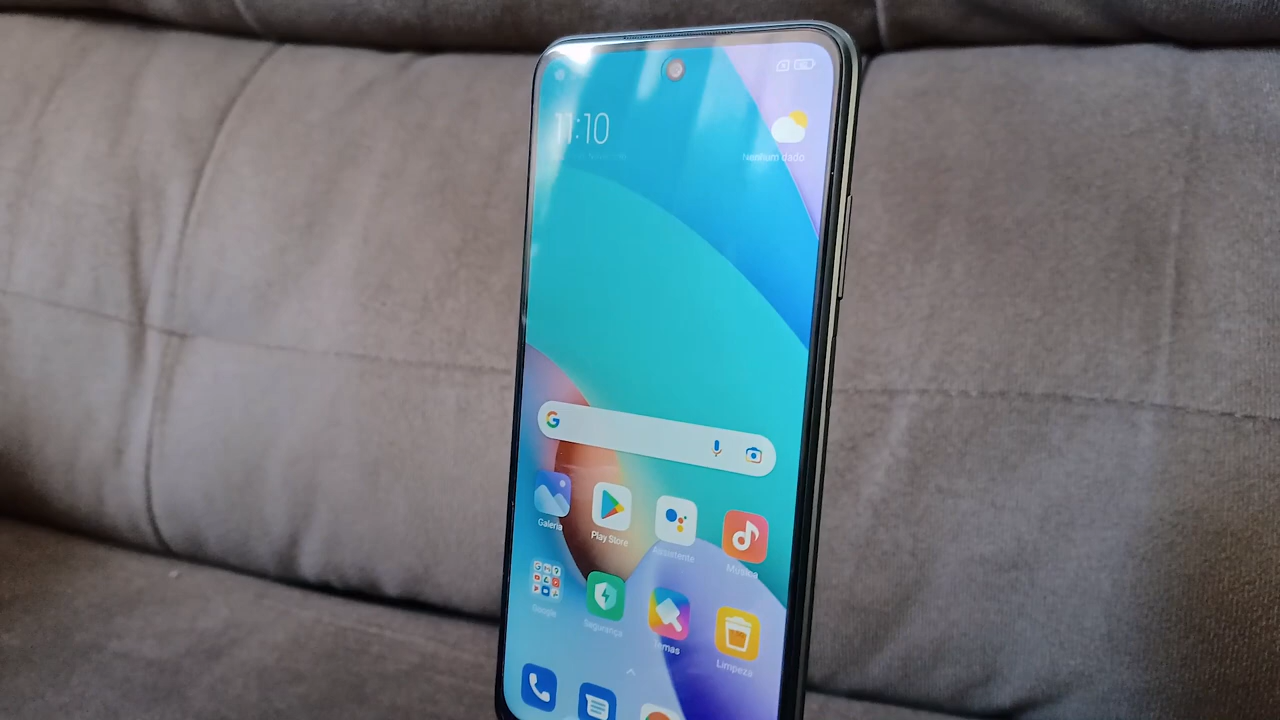 11:10
Nenhum dado
Galeria
Play Store
Assistente
Música
Google
Segurança
Temas
Limpeza